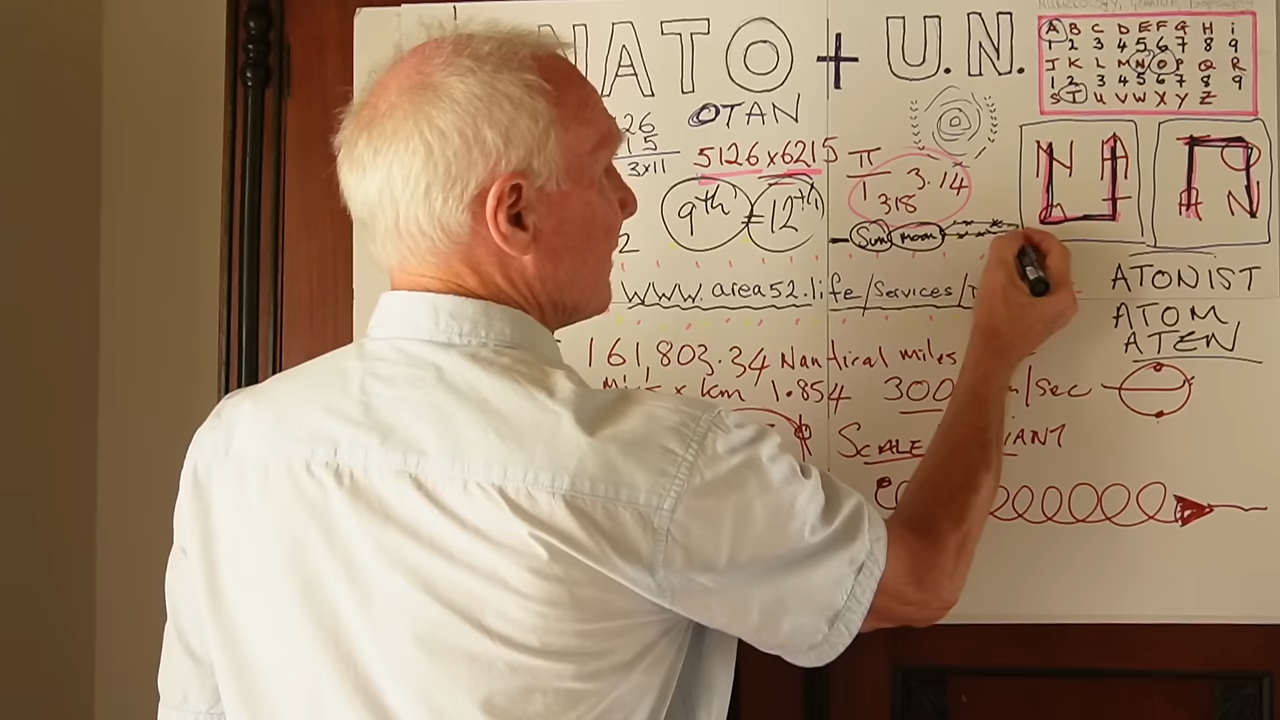 NATO + U.N.
A B C D E F G H i
1 2 3 4 5 6 7 8 9
J K L M N O P Q R
1 2 3 4 5 6 7 8 9
S T U V W X Y Z
OTAN
26
15
3x11
5126 x 6215
π
1
3.14
318
9th = 12th
2
Sun Moon
N A
T
O
A N
www.area52.life/Services/
ATONIST
ATOM
ATEN
161,803.34 Nautical miles
x km 1.854 300 /sec
SCALE